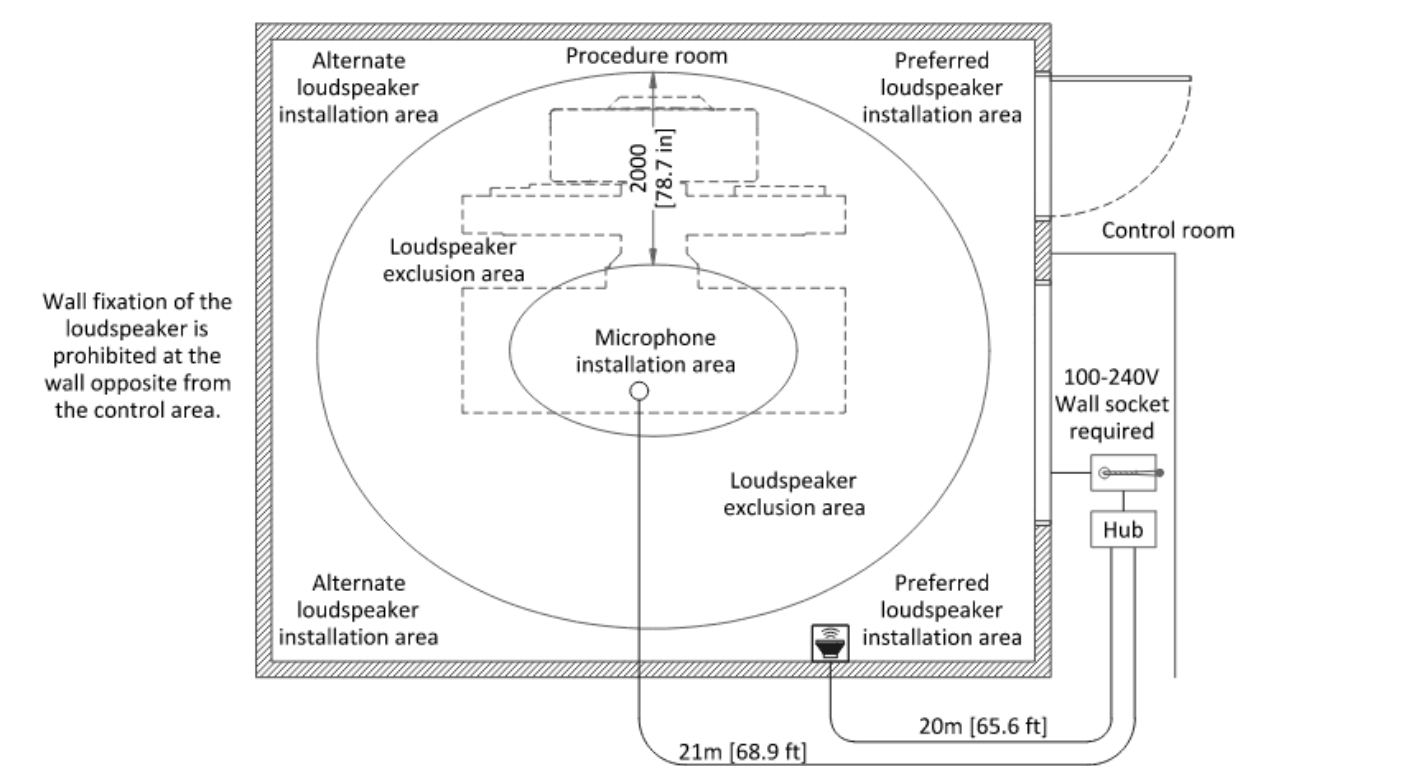 Procedure room
Alternate
loudspeaker
installation area
Preferred
loudspeaker
installation area
2000
[78.7 in]
Control room
Loudspeaker
exclusion area
Wall fixation of the
loudspeaker is
prohibited at the
wall opposite from
the control area.
Microphone
installation area
100-240V
Wall socket
required
Loudspeaker
exclusion area
Hub
Alternate
loudspeaker
installation area
Preferred
loudspeaker
installation area
20m [65.6 ft]
21m [68.9 ft]